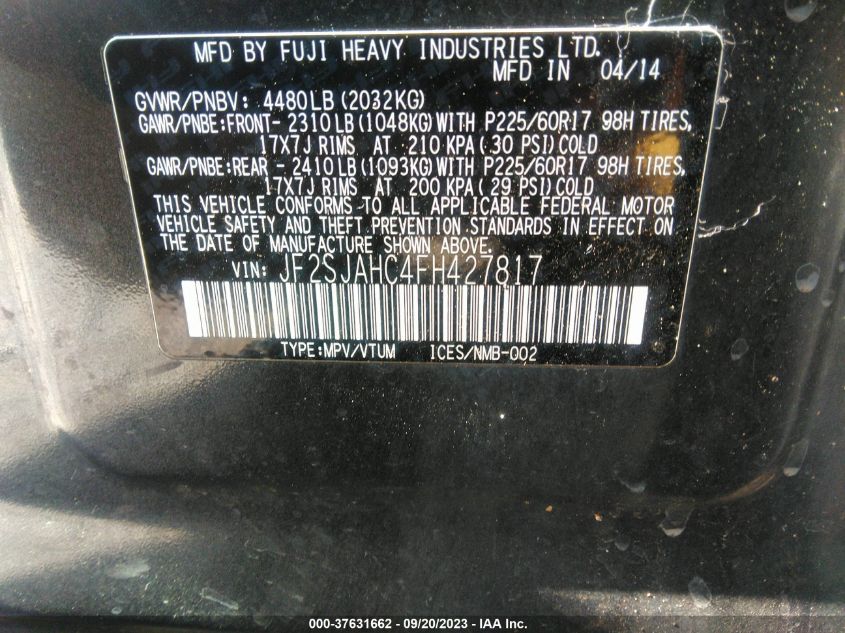 MFD BY FUJI HEAVY INDUSTRIES LTD.
MFD IN 04/14
GVWR/PNBV: 4480LB(2032KG)
GAWR/PNBE:FRONT-2310LB(1048KG)WITH P225/60R17 98H TIRES,
17X7J RIMS AT 210 KPA(30 PSI)COLD
GAWR/PNBE:REAR -2410LB(1093KG)WITH P225/60R17 98H TIRES,
17X7J RIMS AT 200 KPA(29 PSI)COLD
THIS VEHICLE CONFORMS TO ALL APPLICABLE FEDERAL MOTOR
VEHICLE SAFETY AND THEFT PREVENTION STANDARDS IN EFFECT ON
THE DATE OF MANUFACTURE SHOWN ABOVE.
VIN: JF2SJAHC4FH427817
TYPE:MPV/VTUM ICES/NMB-002
000-37631662 - 09/20/2023 - IAA Inc.